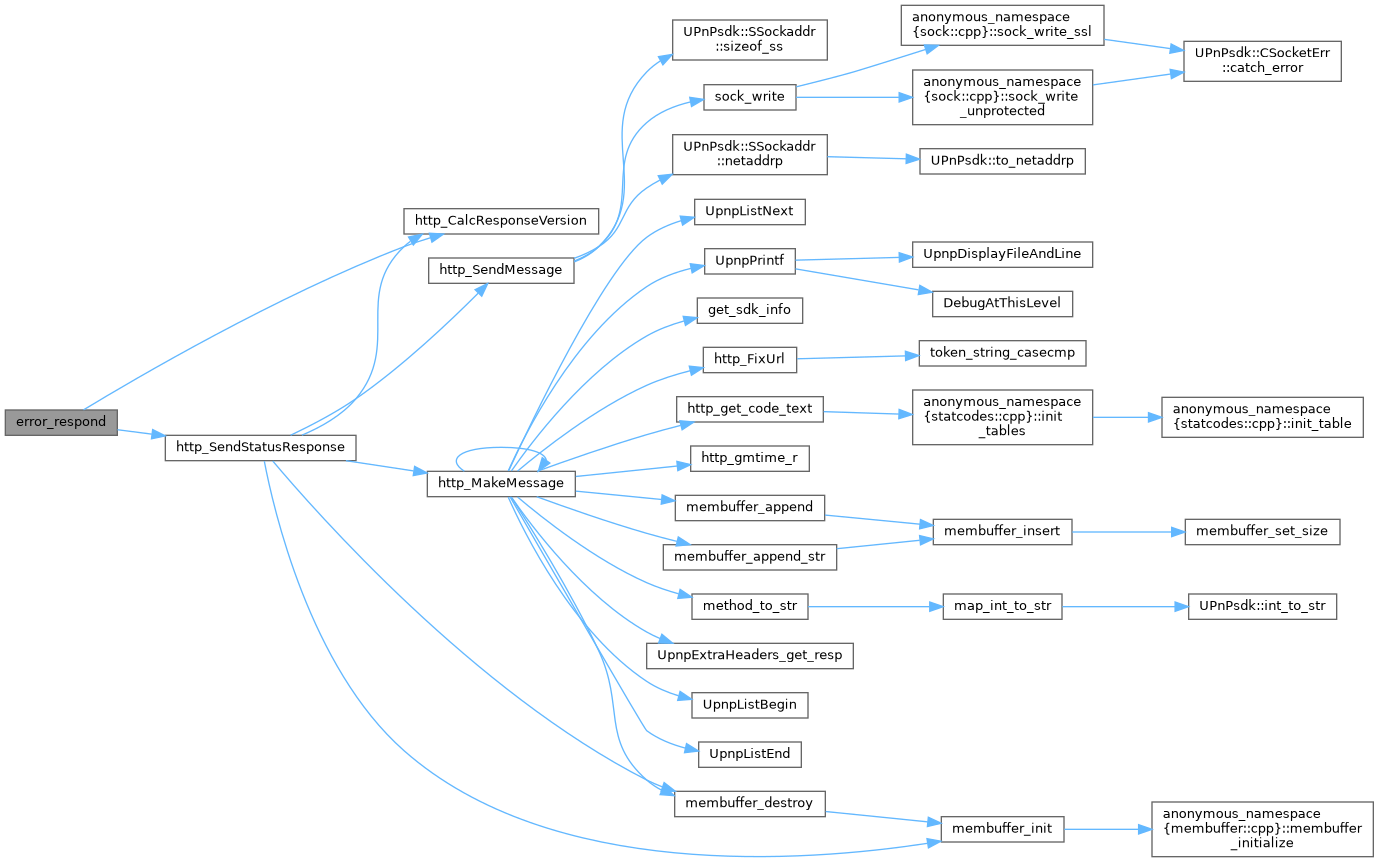 error_respond
http_CalcResponseVersion
http_SendStatusResponse
http_SendMessage
http_MakeMessage
UPnPsdk::SSockaddr
::sizeof_ss
sock_write
UPnPsdk::SSockaddr
::netaddrp
UpnpListNext
UpnpPrintf
get_sdk_info
http_FixUrl
http_get_code_text
http_gmtime_r
membuffer_append
membuffer_append_str
method_to_str
UpnpExtraHeaders_get_resp
UpnpListBegin
UpnpListEnd
membuffer_destroy
anonymous_namespace
{sock::cpp}::sock_write_ssl
anonymous_namespace
{sock::cpp}::sock_write
_unprotected
UPnPsdk::to_netaddrp
UpnpDisplayFileAndLine
DebugAtThisLevel
token_string_casecmp
anonymous_namespace
{statcodes::cpp}::init
_tables
membuffer_insert
map_int_to_str
membuffer_init
UPnPsdk::CSocketErr
::catch_error
anonymous_namespace
{statcodes::cpp}::init_table
membuffer_set_size
UPnPsdk::int_to_str
anonymous_namespace
{membuffer::cpp}::membuffer
_initialize